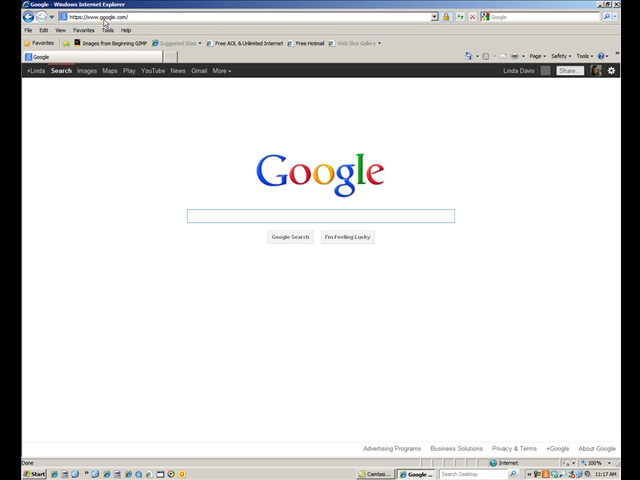 Google - Windows Internet Explorer
https://www.google.com/
Google
File Edit View Favorites Tools Help
Favorites Images from Beginning GIMP Suggested Sites Free AOL & Unlimited Internet Free Hotmail Web Slice Gallery
Google Page Safety Tools
+Linda Search Images Maps Play YouTube News Gmail More Linda Davis Share...
Google
Google Search I'm Feeling Lucky
Advertising Programs Business Solutions Privacy & Terms +Google About Google
Done Internet 100%
Start Camtasi... Google ... Search Desktop 11:17 AM